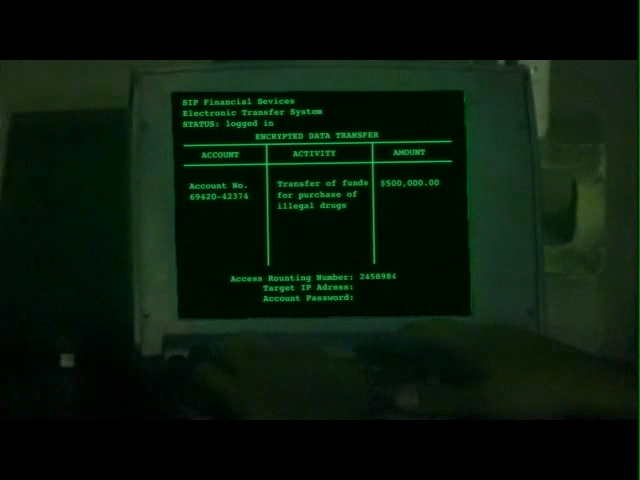 SIP Financial Sevices
Electronic Transfer System
STATUS: logged in
ENCRYPTED DATA TRANSFER
ACCOUNT ACTIVITY AMOUNT
Account No. Transfer of funds $500,000.00
69420-42374 for purchase of
illegal drugs
Access Rounting Number: 2458984
Target IP Adress:
Account Password: